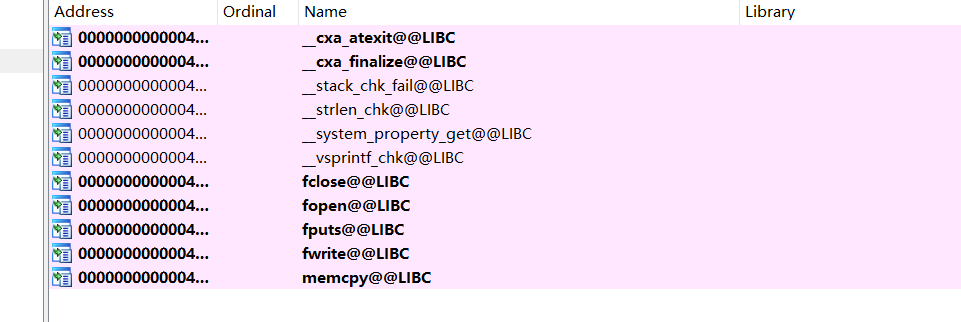 Address Ordinal Name Library
0000000000004... __cxa_atexit@@LIBC
0000000000004... __cxa_finalize@@LIBC
0000000000004... __stack_chk_fail@@LIBC
0000000000004... __strlen_chk@@LIBC
0000000000004... __system_property_get@@LIBC
0000000000004... __vsprintf_chk@@LIBC
0000000000004... fclose@@LIBC
0000000000004... fopen@@LIBC
0000000000004... fputs@@LIBC
0000000000004... fwrite@@LIBC
0000000000004... memcpy@@LIBC